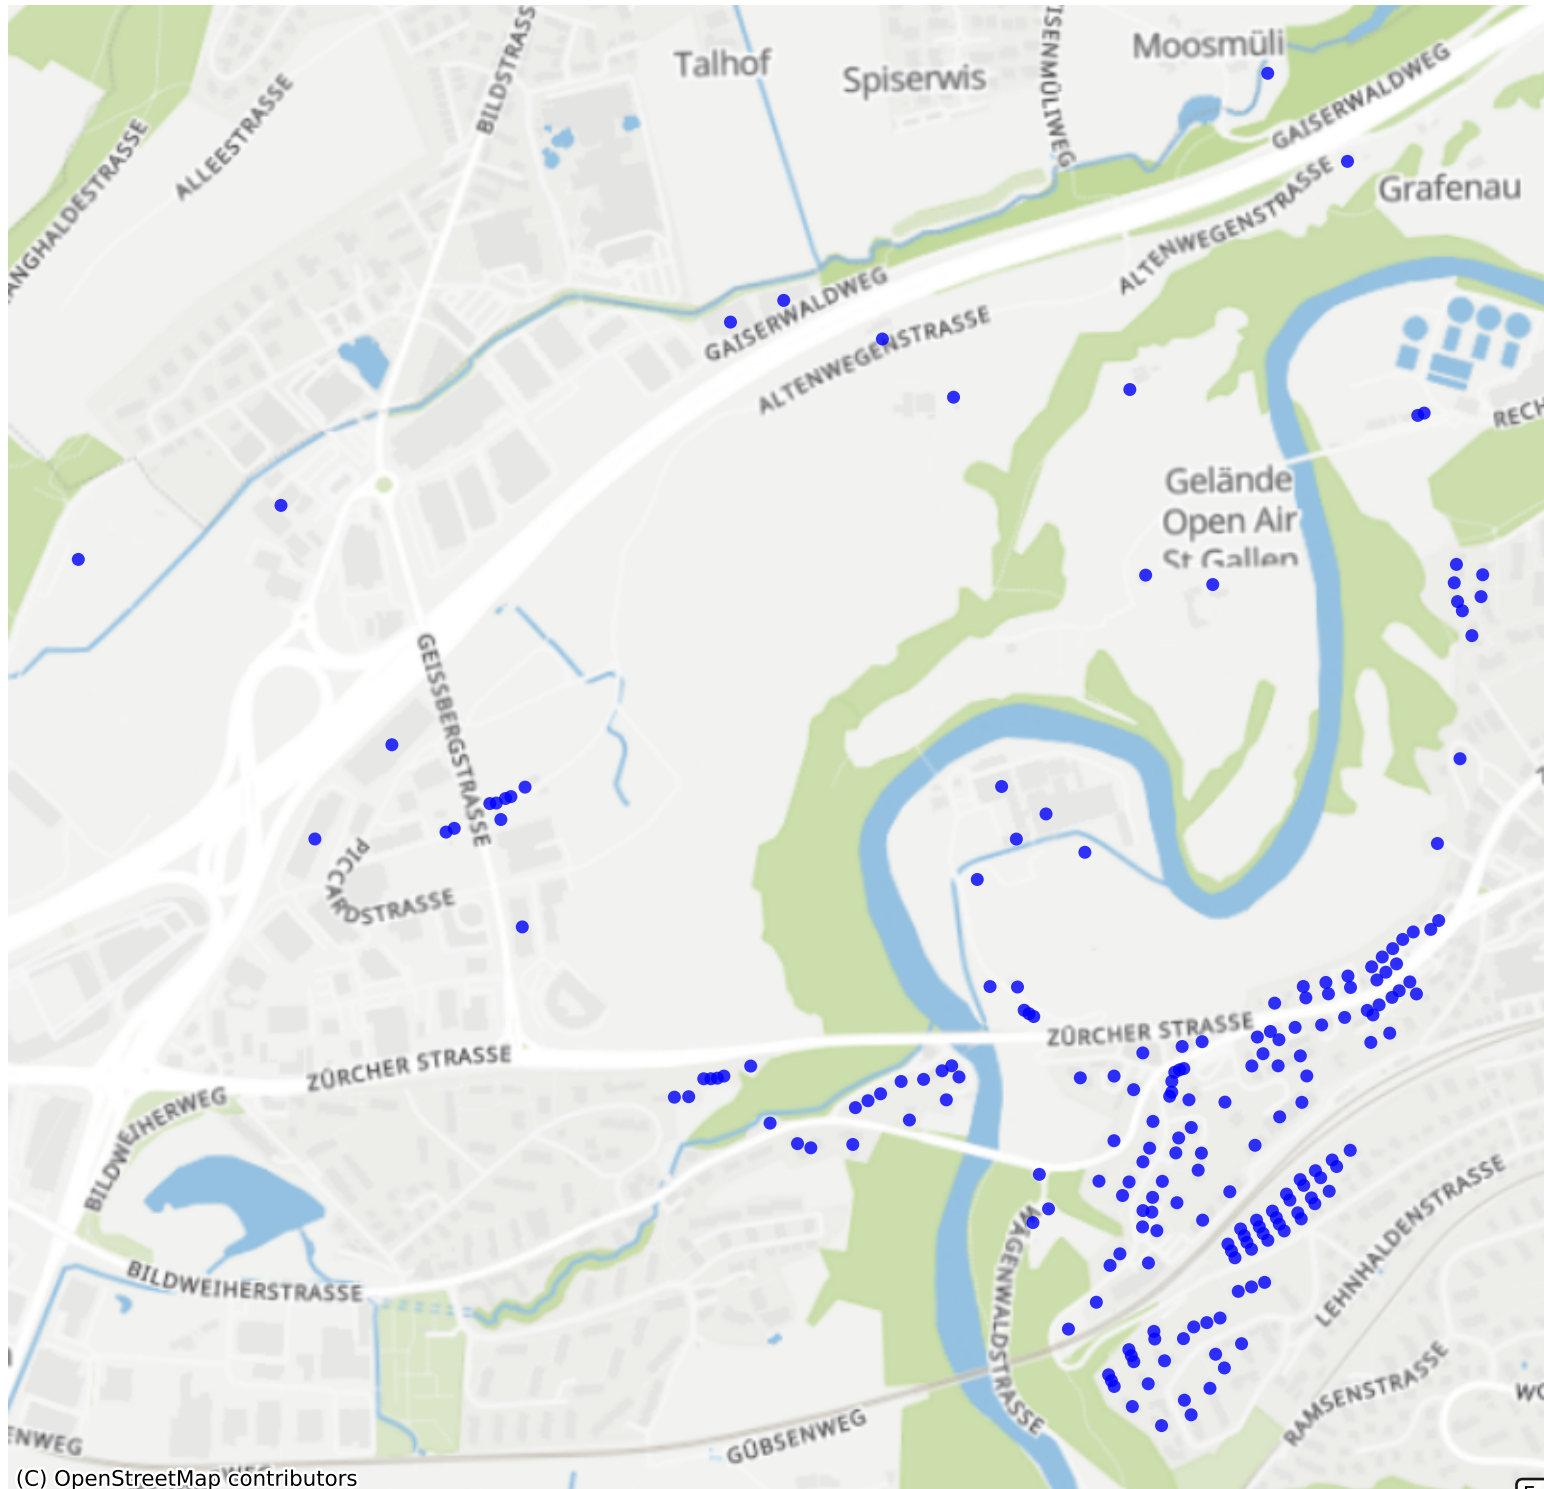 BILDSTRASS
ISENMÜLIWEG
Moosmüli
Talhof
Spiserwis
GAISERWALDWEG
ALLEESTRASSE
ANGHALDESTRASSE
ALTENWEGENSTRASSE
Grafenau
GAISERWALDWEG
ALTENWEGENSTRASSE
RECH
Gelände
Open Air
St.Gallen
GEISSBERGSTRASSE
PICCARDSTRASSE
ZÜRCHER STRASSE
ZÜRCHER STRASSE
BILDWEIHERWEG
BILDWEIHERSTRASSE
WAGENWALDSTRASSE
LEHNHALDENSTRASSE
RAMSENSTRASSE
WO
GÜBSENWEG
ENWEG
(C) OpenStreetMap contributors